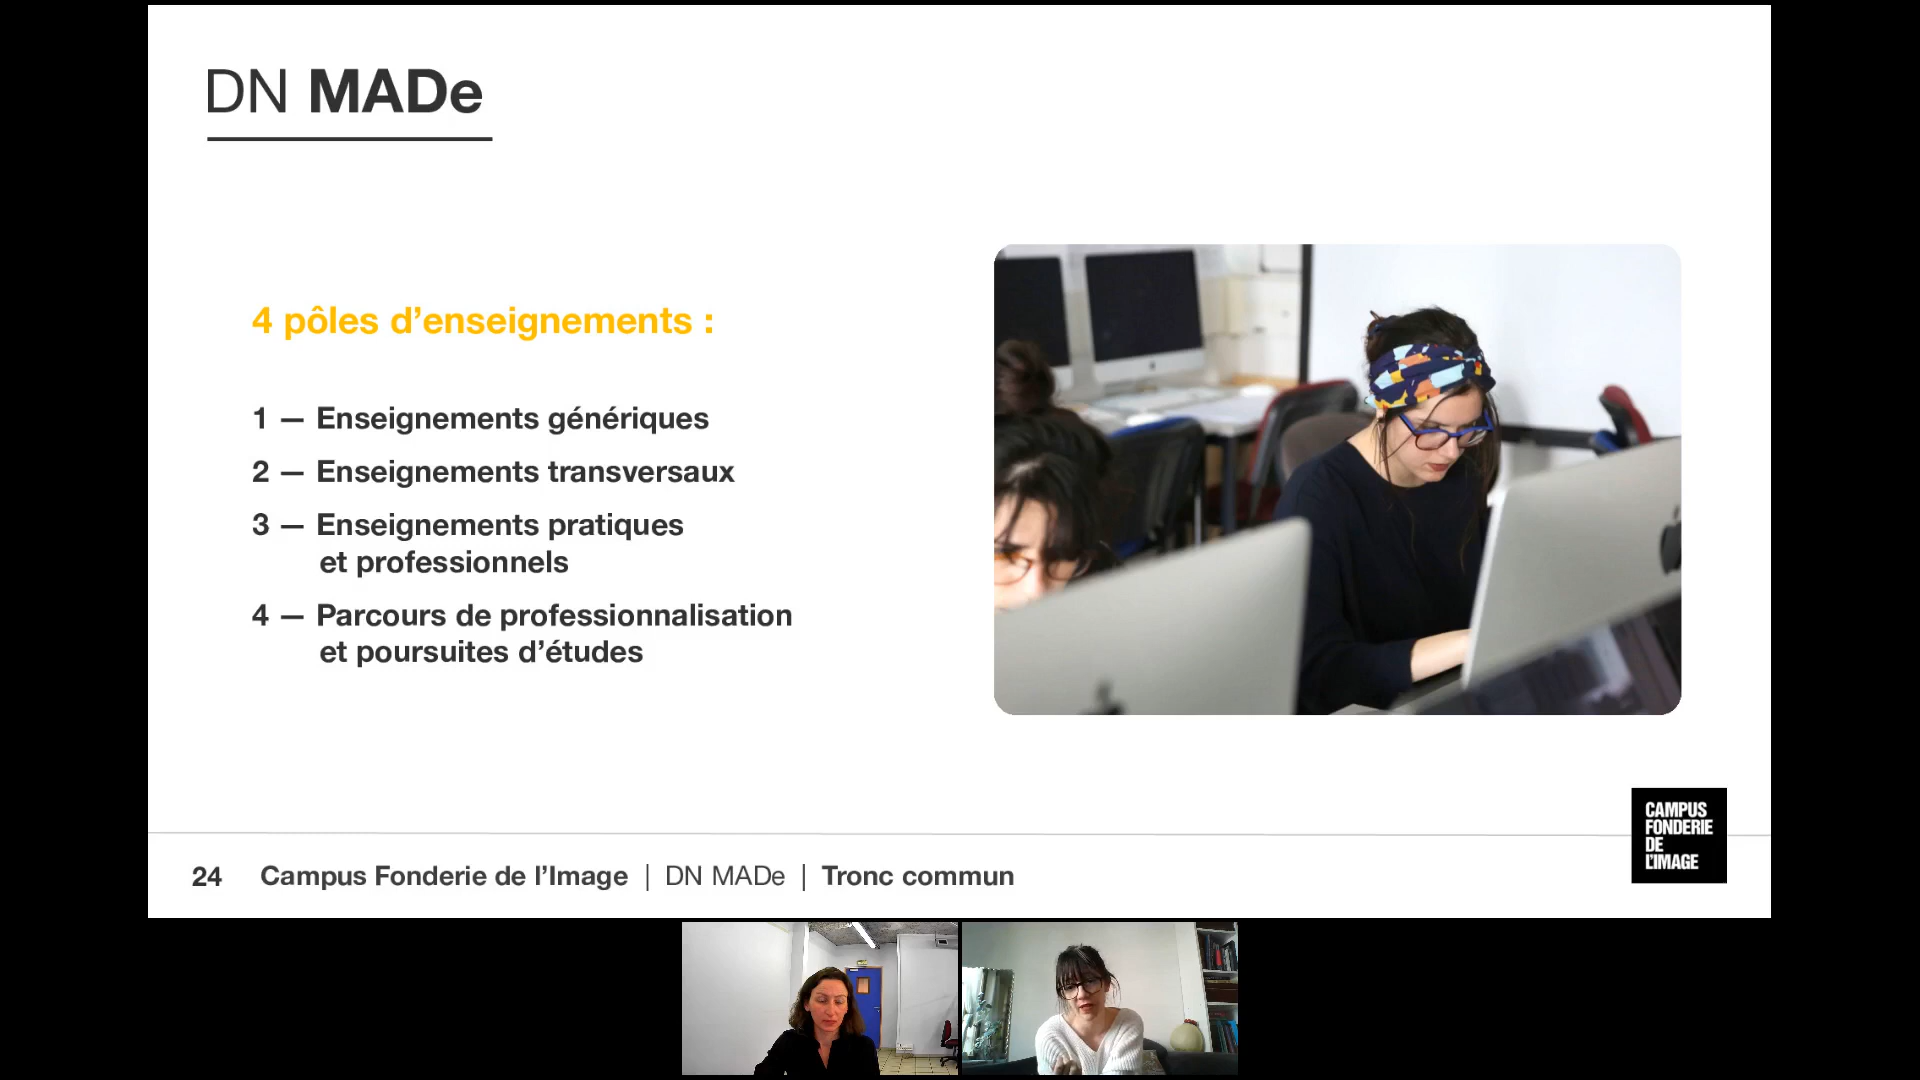 DN MADe
4 pôles d’enseignements :
1 — Enseignements génériques
2 — Enseignements transversaux
3 — Enseignements pratiques
et professionnels
4 — Parcours de professionnalisation
et poursuites d’études
CAMPUS
FONDERIE
DE
L’IMAGE
24 Campus Fonderie de l’Image | DN MADe | Tronc commun